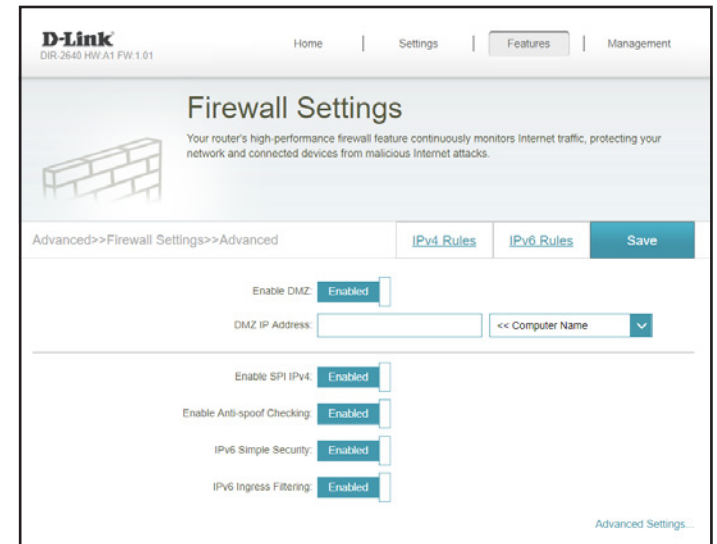 D-Link
DIR-2640 HW:A1 FW:1.01
Home | Settings | Features | Management
Firewall Settings
Your router's high-performance firewall feature continuously monitors Internet traffic, protecting your
network and connected devices from malicious Internet attacks.
Advanced>>Firewall Settings>>Advanced IPv4 Rules IPv6 Rules Save
Enable DMZ: Enabled
DMZ IP Address: << Computer Name
Enable SPI IPv4: Enabled
Enable Anti-spoof Checking: Enabled
IPv6 Simple Security: Enabled
IPv6 Ingress Filtering: Enabled
Advanced Settings...